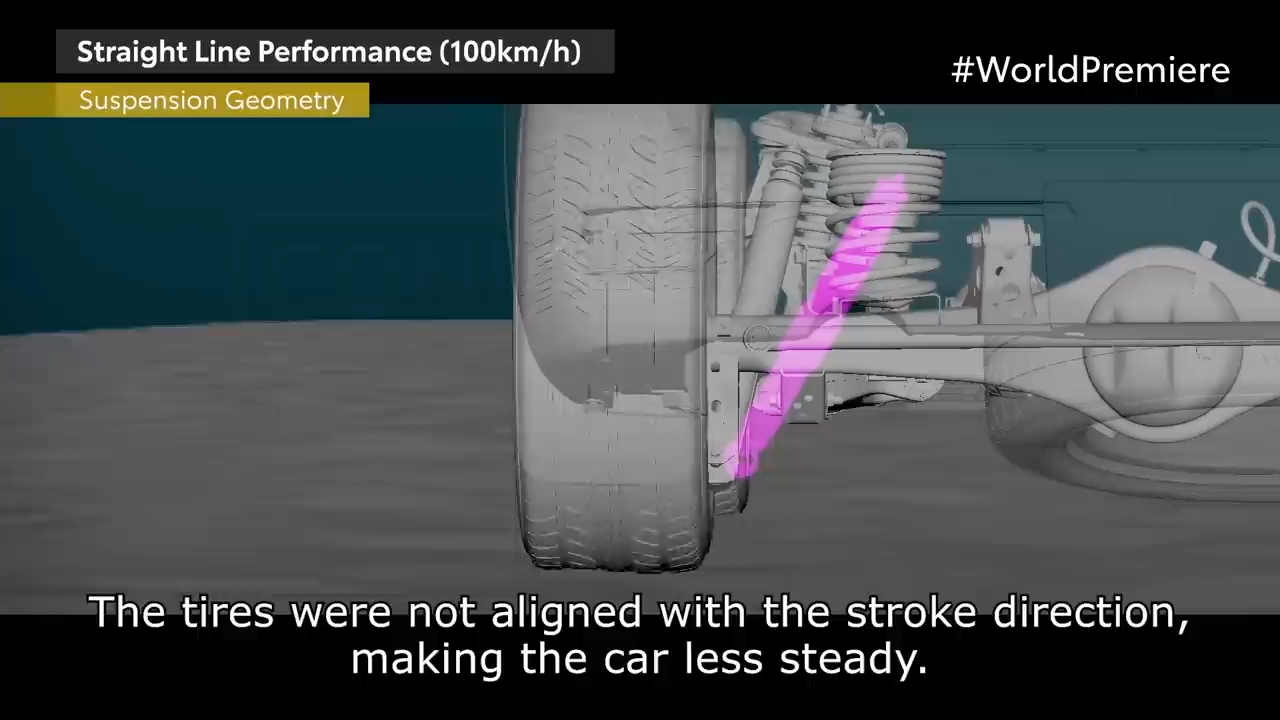 Straight Line Performance (100km/h)
#WorldPremiere
Suspension Geometry
The tires were not aligned with the stroke direction,
making the car less steady.